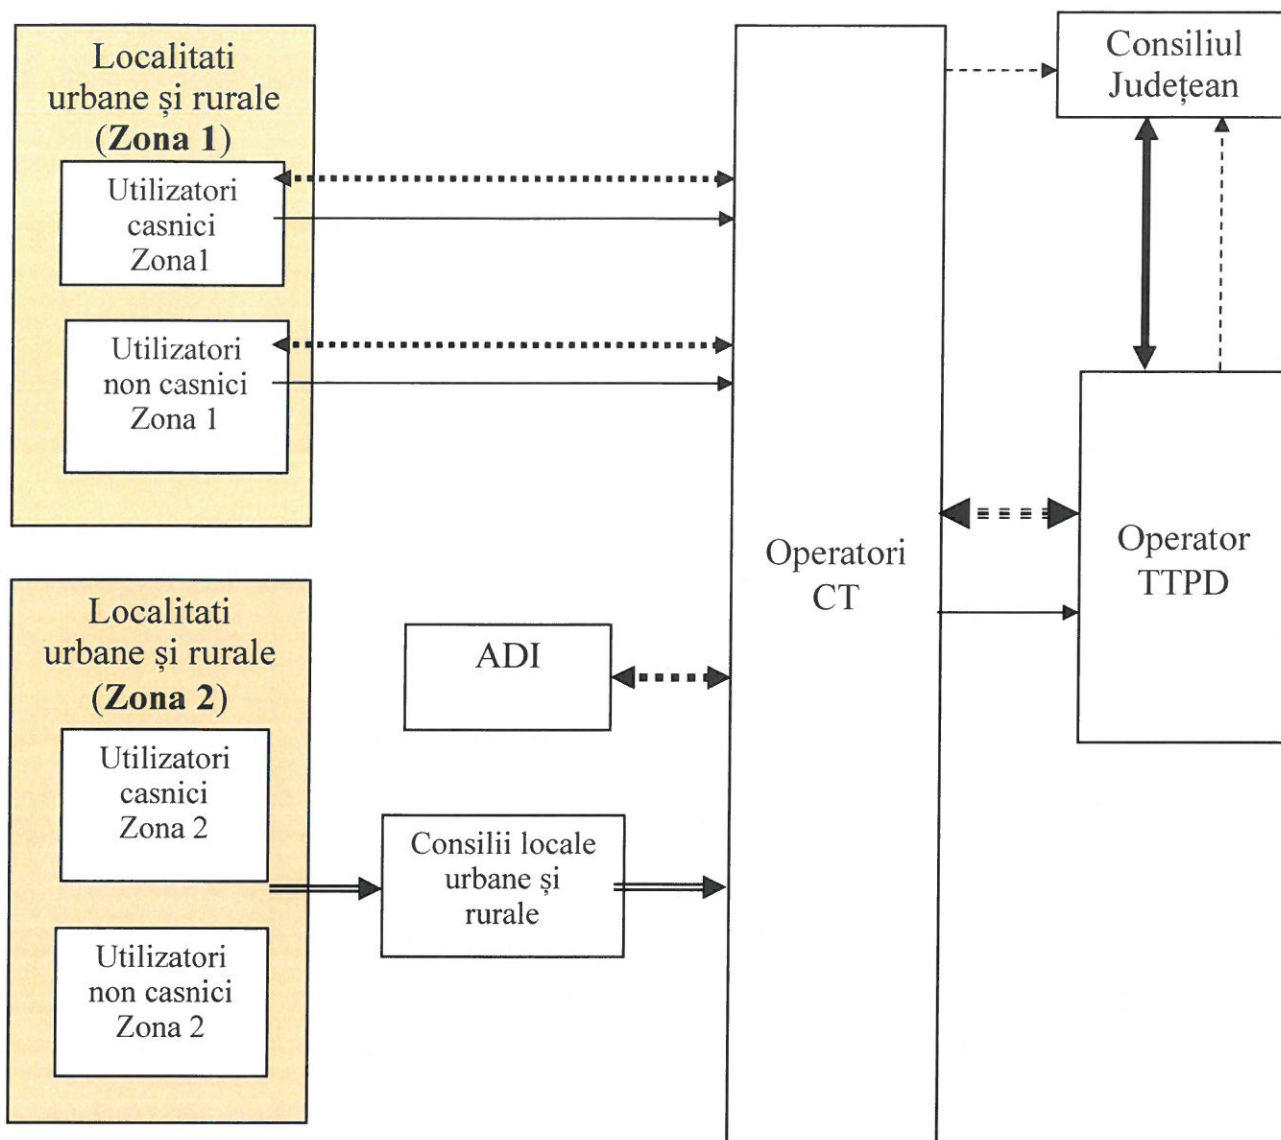 Localitati
urbane și rurale
(Zona 1)
Utilizatori
casnici
Zona1
Utilizatori
non casnici
Zona 1
Localitati
urbane și rurale
(Zona 2)
Utilizatori
casnici
Zona 2
Utilizatori
non casnici
Zona 2
ADI
Consilii locale
urbane și
rurale
Operatori
CT
Consiliul
Județean
Operator
TTPD